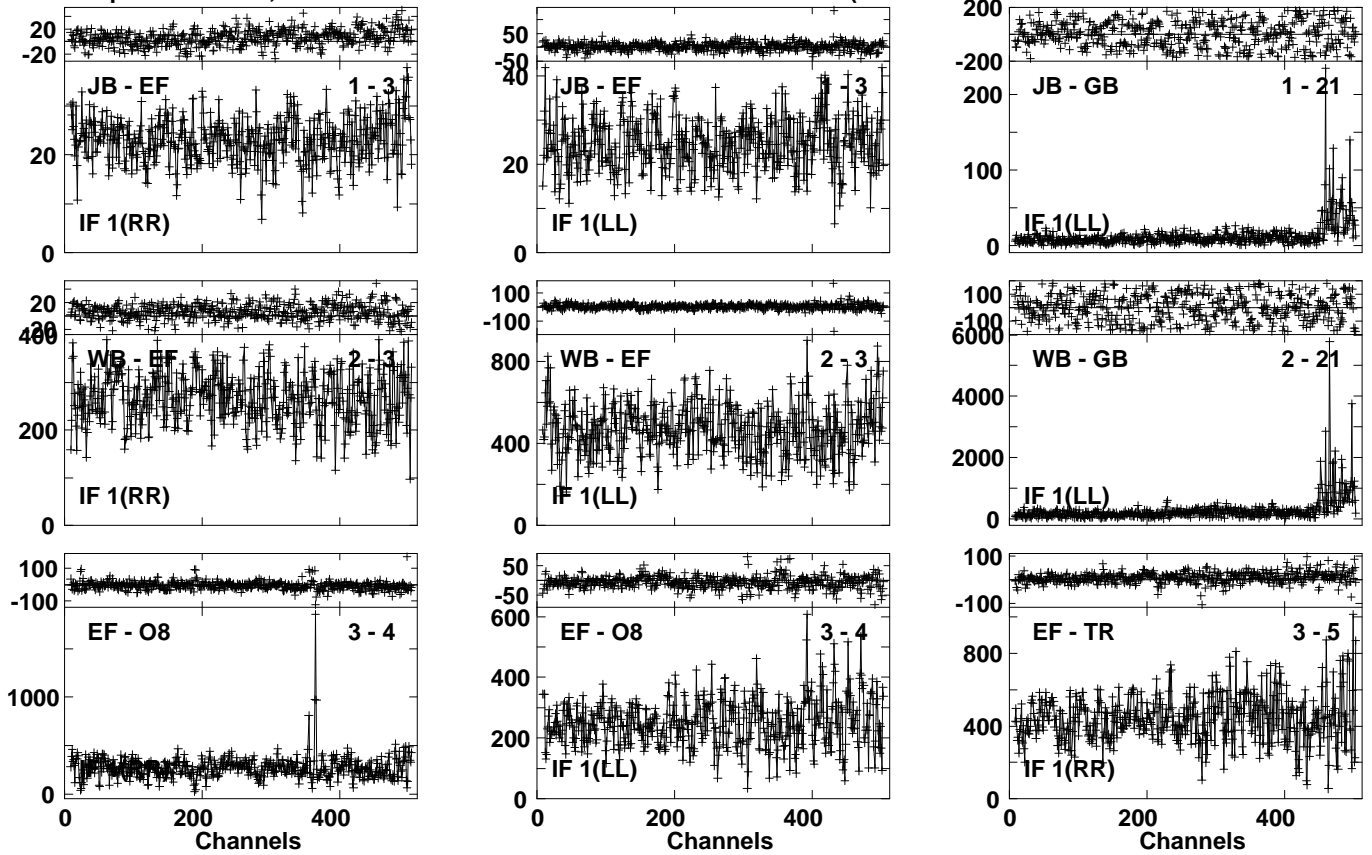 20
-20
JB - EF 1 - 3
20
IF 1(RR)
0
50
-50
40
JB - EF 1 - 3
20
IF 1(LL)
0
200
-200
JB - GB 1 - 21
200
100
IF 1(LL)
0
20
-20
400
WB - EF 2 - 3
200
IF 1(RR)
0
100
-100
800
WB - EF 2 - 3
400
IF 1(LL)
0
100
-100
6000
WB - GB 2 - 21
4000
2000
IF 1(LL)
0
100
-100
EF - O8 3 - 4
1000
0
0 200 400
Channels
50
-50
600
EF - O8 3 - 4
400
200
IF 1(LL)
0
0 200 400
Channels
100
-100
EF - TR 3 - 5
800
400
IF 1(RR)
0
0 200 400
Channels